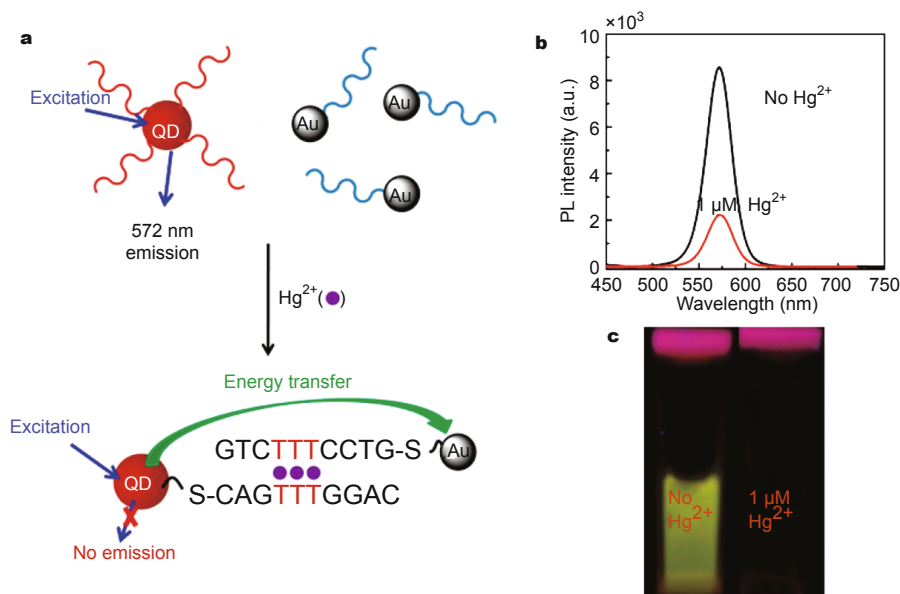 a
Excitation
QD
Au
Au
Au
572 nm
emission
Hg²⁺(●)
Energy transfer
Excitation
QD
GTCTTTCCTG-S
Au
S-CAGTTTGGAC
No emission
b
10 ×10³
8
6
4
2
0
PL intensity (a.u.)
No Hg²⁺
1 µM Hg²⁺
450 500 550 600 650 700 750
Wavelength (nm)
c
No
Hg²⁺
1 µM
Hg²⁺